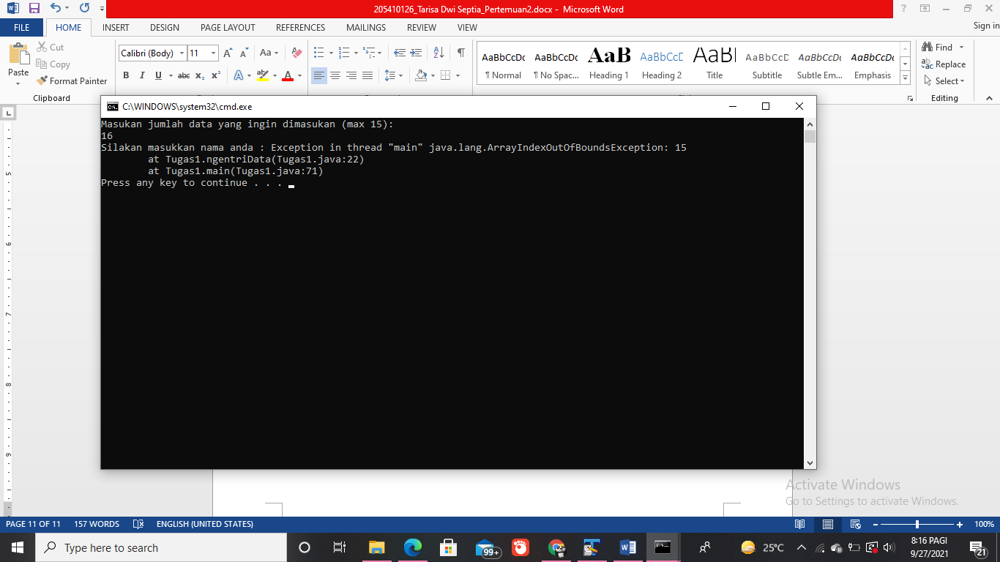 205410126_Tarisa Dwi Septia_Pertemuan2.docx - Microsoft Word
FILE HOME INSERT DESIGN PAGE LAYOUT REFERENCES MAILINGS REVIEW VIEW Sign in
Paste
Cut
Copy
Format Painter
Clipboard
Calibri (Body) 11
AaBbCcDc AaBbCcDc AaB AaBbCcD AaBl AaBbCcD AaBbCcDc AaBbCcDc
¶ Normal ¶ No Spac... Heading 1 Heading 2 Title Subtitle Subtle Em... Emphasis
Find
Replace
Select
Editing
C:\WINDOWS\system32\cmd.exe
Masukan jumlah data yang ingin dimasukan (max 15):
16
Silakan masukkan nama anda : Exception in thread "main" java.lang.ArrayIndexOutOfBoundsException: 15
at Tugas1.ngentriData(Tugas1.java:22)
at Tugas1.main(Tugas1.java:71)
Press any key to continue . . .
5
6
7
8
9
Activate Windows
Go to Settings to activate Windows.
PAGE 11 OF 11 157 WORDS ENGLISH (UNITED STATES) 100%
Type here to search
99+
25°C
8:16 PAGI
9/27/2021
21